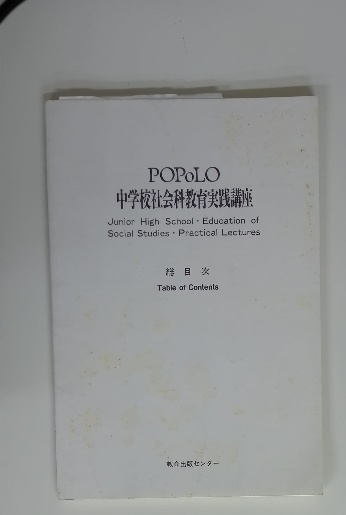 POPoLO
中学校社会科教育実践講座
Junior High School・Education of
Social Studies・Practical Lectures
総目次
Table of Contents
教育出版センター